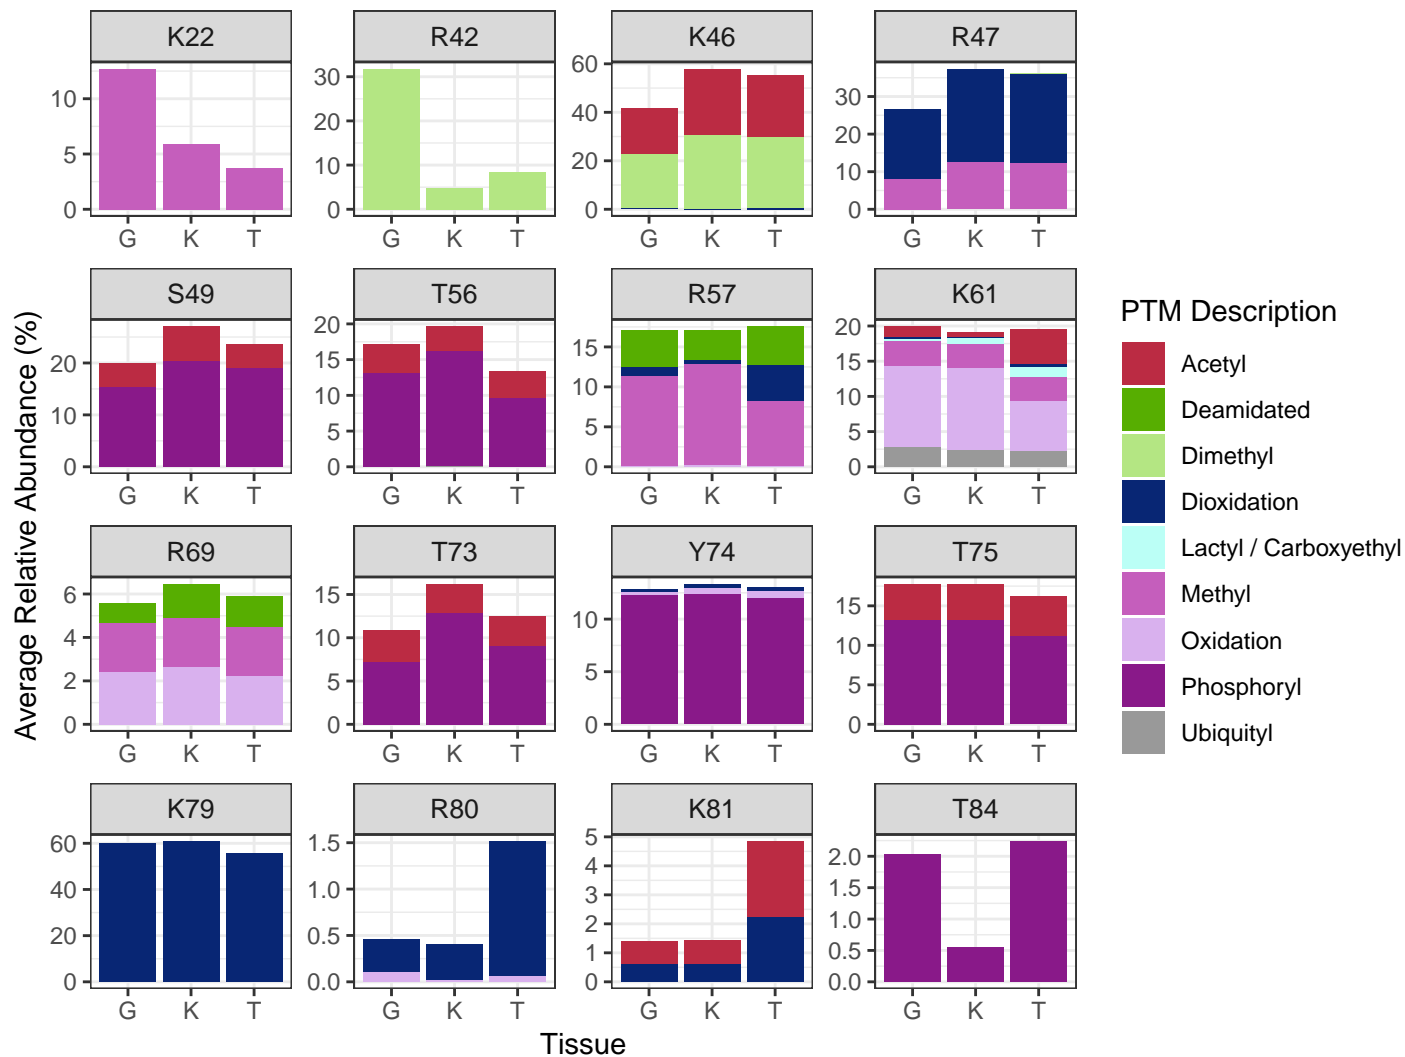 K22 R42 K46 R47
10 30 60 30
5 20 40 20
0 10 20 10
0 0 0
G K T G K T G K T G K T
S49 T56 R57 K61
20 20 15 20
10 15 10 15
0 10 5 10
5 0 5
0 0
G K T G K T G K T G K T
R69 T73 Y74 T75
6 15 10 15
4 10 5 10
2 5 0 5
0 0 0
G K T G K T G K T G K T
K79 R80 K81 T84
60 1.5 5 2.0
40 1.0 4 1.5
20 0.5 3 1.0
0 0.0 2 0.5
1 0.0
0
G K T G K T G K T G K T
Tissue
Average Relative Abundance (%)
PTM Description
Acetyl
Deamidated
Dimethyl
Dioxidation
Lactyl / Carboxyethyl
Methyl
Oxidation
Phosphoryl
Ubiquityl